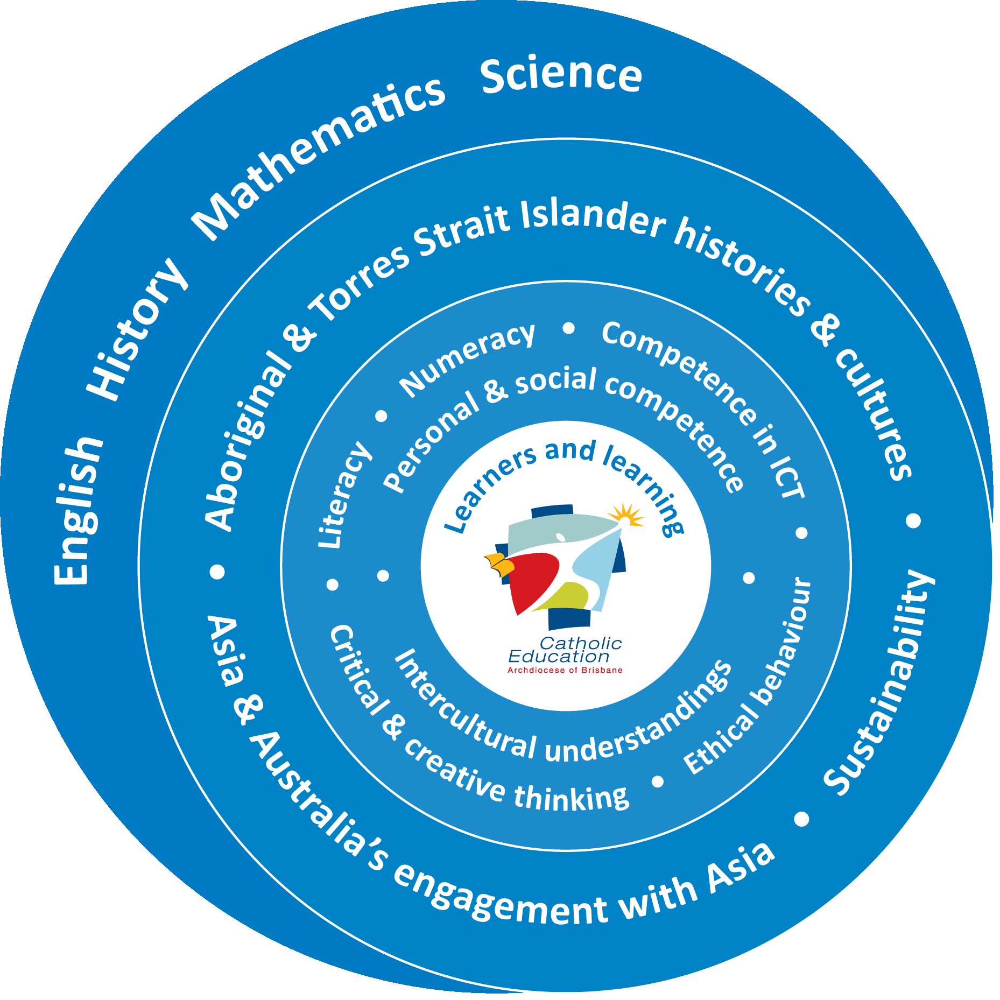 English History Mathematics Science
Aboriginal & Torres Strait Islander histories & cultures
Sustainability
Asia & Australia's engagement with Asia
Literacy
Numeracy
Competence in ICT
Ethical behaviour
Critical & creative thinking
Personal & social competence
Intercultural understandings
Learners and learning
Catholic
Education
Archdiocese of Brisbane